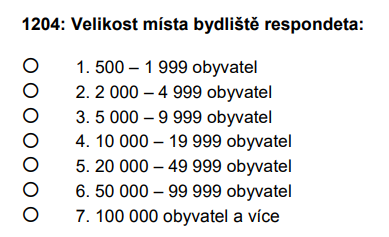 1204: Velikost místa bydliště respondeta:
1. 500 – 1 999 obyvatel
2. 2 000 – 4 999 obyvatel
3. 5 000 – 9 999 obyvatel
4. 10 000 – 19 999 obyvatel
5. 20 000 – 49 999 obyvatel
6. 50 000 – 99 999 obyvatel
7. 100 000 obyvatel a více